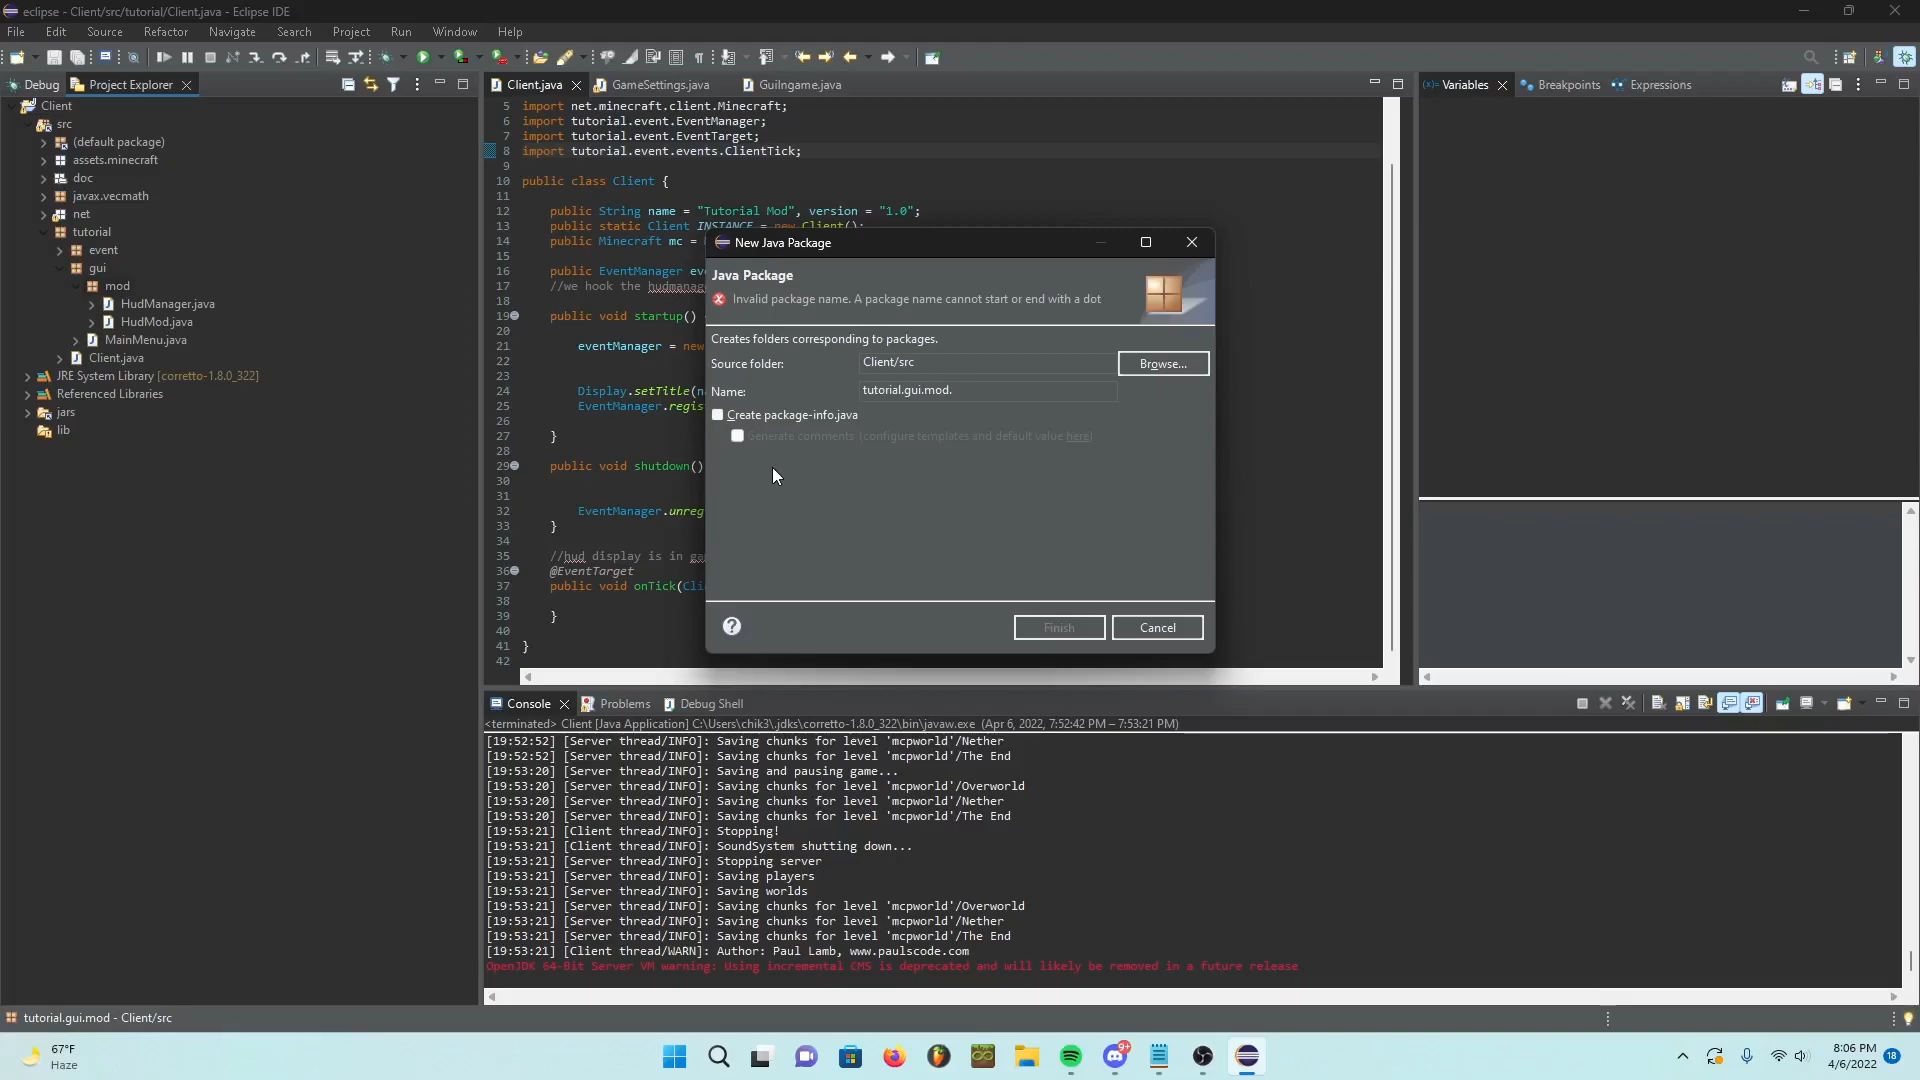 eclipse - Client/src/tutorial/Client.java - Eclipse IDE
File Edit Source Refactor Navigate Search Project Run Window Help
Debug Project Explorer
Client
src
(default package)
assets.minecraft
doc
javax.vecmath
net
tutorial
event
gui
mod
HudManager.java
HudMod.java
MainMenu.java
Client.java
JRE System Library [corretto-1.8.0_322]
Referenced Libraries
jars
lib
Client.java GameSettings.java GuiIngame.java
5 import net.minecraft.client.Minecraft;
6 import tutorial.event.EventManager;
7 import tutorial.event.EventTarget;
8 import tutorial.event.events.ClientTick;
9
10 public class Client {
11
12 public String name = "Tutorial Mod", version = "1.0";
13 public static Client INSTANCE = new Client();
14 public Minecraft mc =
15
16 public EventManager eve
17 //we hook the hudmanag
18
19 public void startup()
20
21 eventManager = new
22
23
24 Display.setTitle(n
25 EventManager.regis
26
27 }
28
29 public void shutdown()
30
31
32 EventManager.unreg
33 }
34
35 //hud display is in ga
36 @EventTarget
37 public void onTick(Cli
38
39 }
40
41 }
42
New Java Package
Java Package
Invalid package name. A package name cannot start or end with a dot
Creates folders corresponding to packages.
Source folder: Client/src Browse...
Name: tutorial.gui.mod.
Create package-info.java
Generate comments (configure templates and default value here)
? Finish Cancel
(x)= Variables Breakpoints Expressions
Console Problems Debug Shell
<terminated> Client [Java Application] C:\Users\chik3\.jdks\corretto-1.8.0_322\bin\javaw.exe (Apr 6, 2022, 7:52:42 PM – 7:53:21 PM)
[19:52:52] [Server thread/INFO]: Saving chunks for level 'mcpworld'/Nether
[19:52:52] [Server thread/INFO]: Saving chunks for level 'mcpworld'/The End
[19:53:20] [Server thread/INFO]: Saving and pausing game...
[19:53:20] [Server thread/INFO]: Saving chunks for level 'mcpworld'/Overworld
[19:53:20] [Server thread/INFO]: Saving chunks for level 'mcpworld'/Nether
[19:53:20] [Server thread/INFO]: Saving chunks for level 'mcpworld'/The End
[19:53:21] [Client thread/INFO]: Stopping!
[19:53:21] [Client thread/INFO]: SoundSystem shutting down...
[19:53:21] [Server thread/INFO]: Stopping server
[19:53:21] [Server thread/INFO]: Saving players
[19:53:21] [Server thread/INFO]: Saving worlds
[19:53:21] [Server thread/INFO]: Saving chunks for level 'mcpworld'/Overworld
[19:53:21] [Server thread/INFO]: Saving chunks for level 'mcpworld'/Nether
[19:53:21] [Server thread/INFO]: Saving chunks for level 'mcpworld'/The End
[19:53:21] [Client thread/WARN]: Author: Paul Lamb, www.paulscode.com
OpenJDK 64-Bit Server VM warning: Using incremental CMS is deprecated and will likely be removed in a future release
tutorial.gui.mod - Client/src
67°F
Haze
9+
8:06 PM
4/6/2022
18